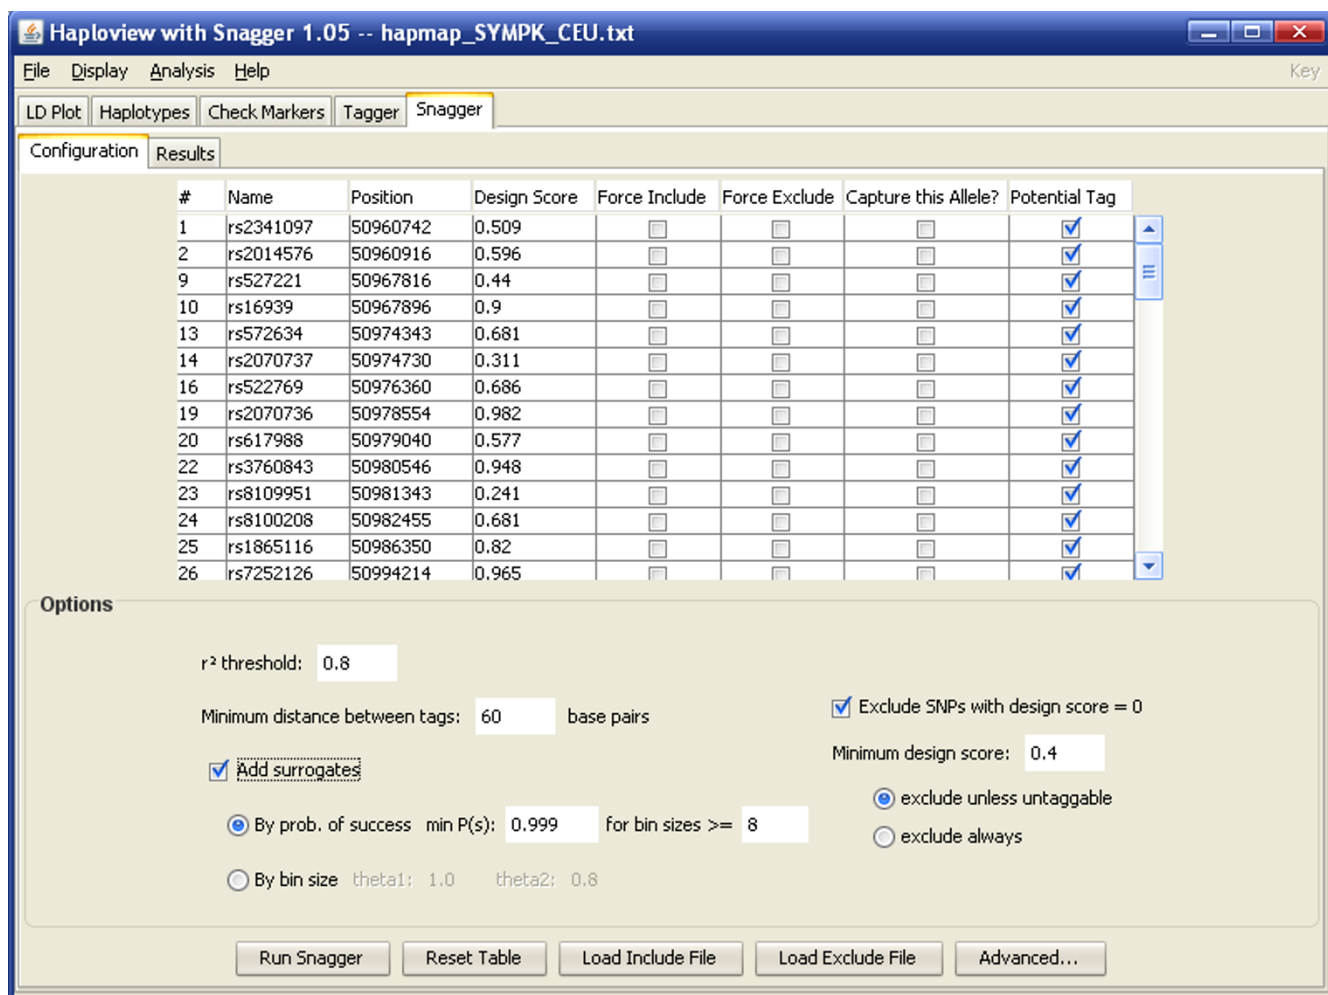 Haploview with Snagger 1.05 -- hapmap_SYMPK_CEU.txt
File Display Analysis Help Key
LD Plot Haplotypes Check Markers Tagger Snagger
Configuration Results
# Name Position Design Score Force Include Force Exclude Capture this Allele? Potential Tag
1 rs2341097 50960742 0.509
2 rs2014576 50960916 0.596
9 rs527221 50967816 0.44
10 rs16939 50967896 0.9
13 rs572634 50974343 0.681
14 rs2070737 50974730 0.311
16 rs522769 50976360 0.686
19 rs2070736 50978554 0.982
20 rs617988 50979040 0.577
22 rs3760843 50980546 0.948
23 rs8109951 50981343 0.241
24 rs8100208 50982455 0.681
25 rs1865116 50986350 0.82
26 rs7252126 50994214 0.965
Options
r² threshold: 0.8
Minimum distance between tags: 60 base pairs
Exclude SNPs with design score = 0
Minimum design score: 0.4
Add surrogates
exclude unless untaggable
By prob. of success min P(s): 0.999 for bin sizes >= 8
exclude always
By bin size theta1: 1.0 theta2: 0.8
Run Snagger Reset Table Load Include File Load Exclude File Advanced...